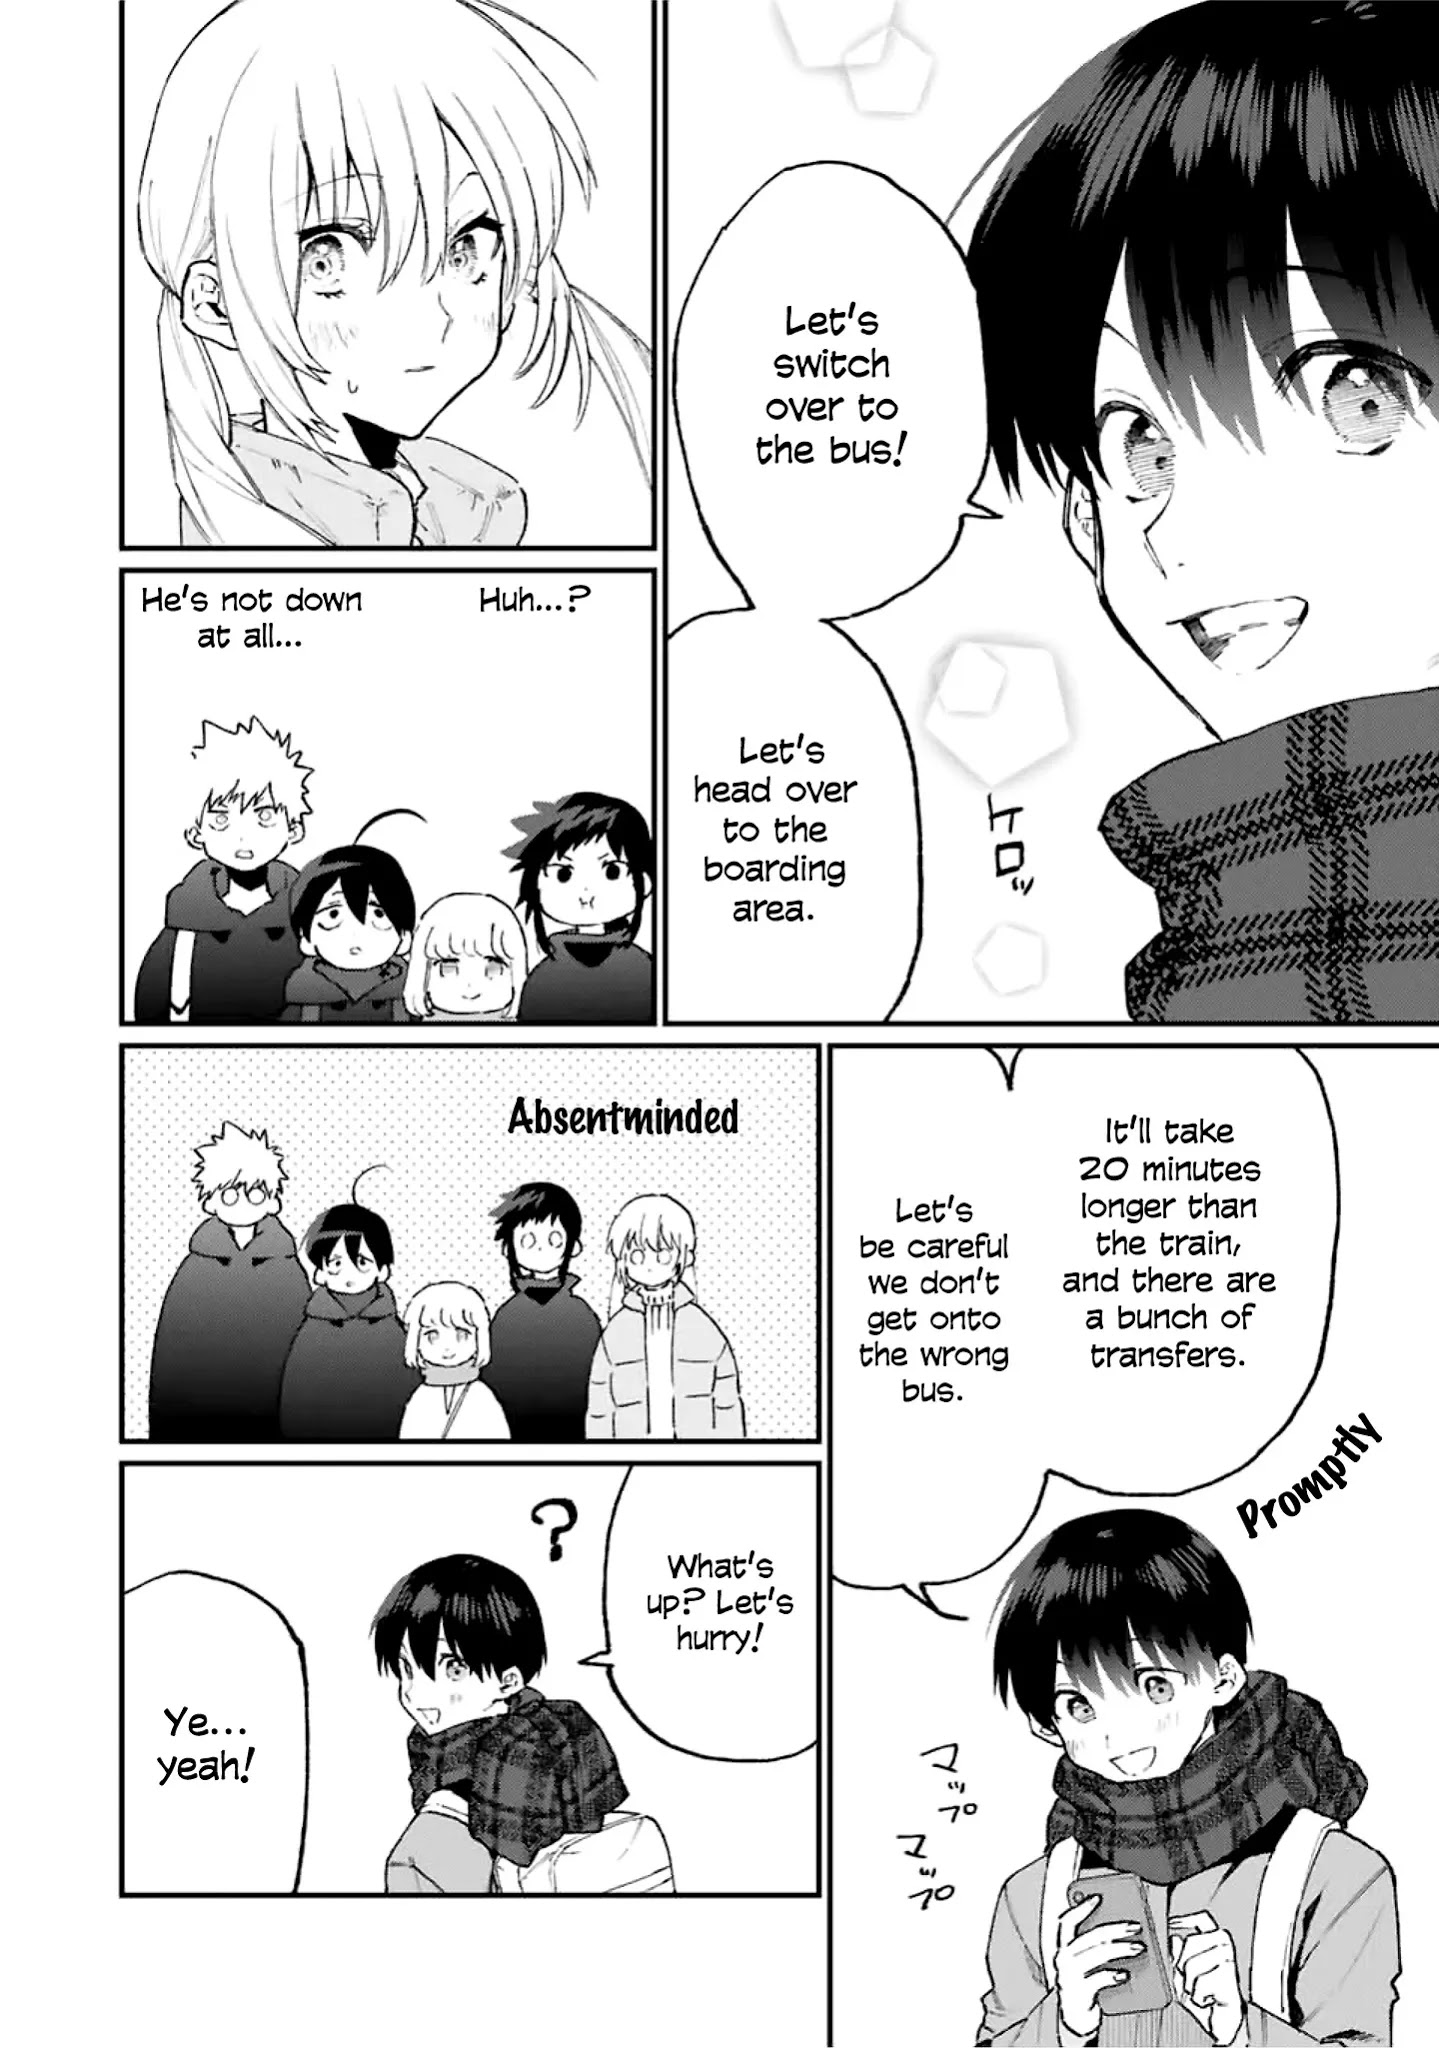 Let's
switch
over to
the bus!
Let's
head over
to the
boarding
area.
ケロッ
Huh...?
He's not down
at all...
It'll take
20 minutes
longer than
the train,
and there are
a bunch of
transfers.
Let's
be careful
we don't
get onto
the wrong
bus.
Promptly
マップ
マップ
Absentminded
?
What's
up? Let's
hurry!
Ye...
yeah!